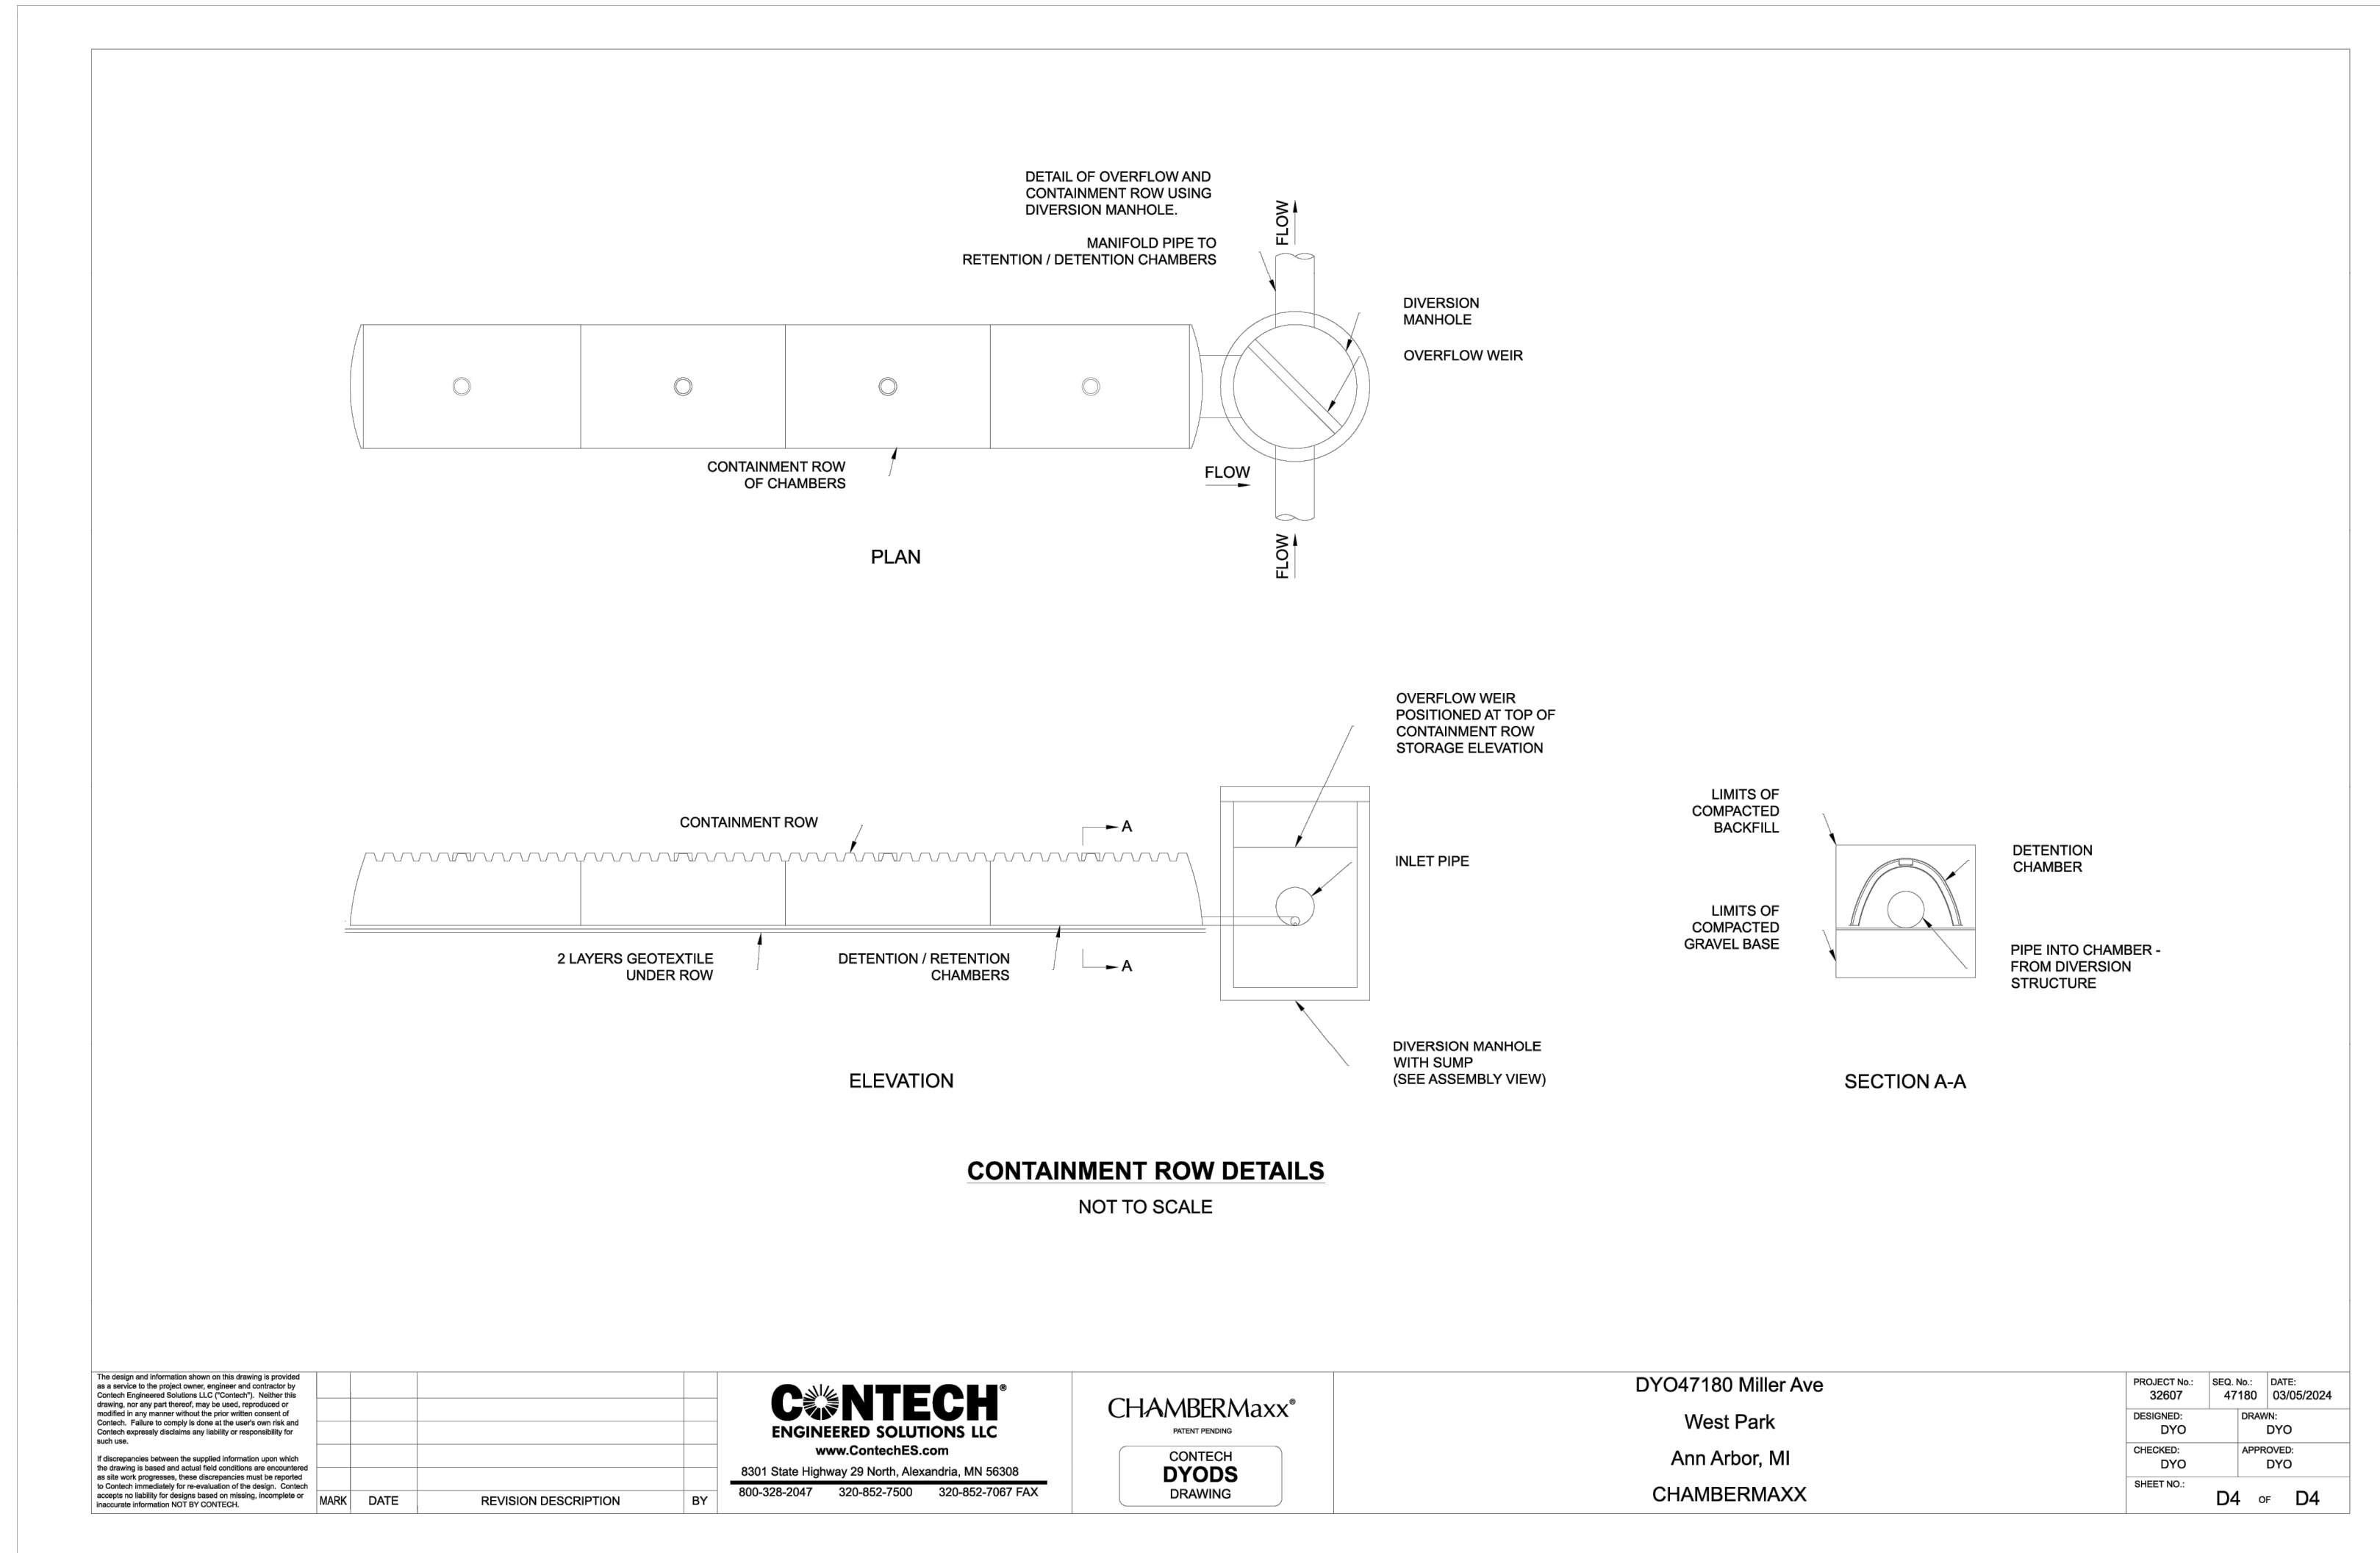 DETAIL OF OVERFLOW AND
CONTAINMENT ROW USING
DIVERSION MANHOLE.
FLOW
MANIFOLD PIPE TO
RETENTION / DETENTION CHAMBERS
DIVERSION
MANHOLE
OVERFLOW WEIR
CONTAINMENT ROW
OF CHAMBERS
FLOW
FLOW
PLAN
OVERFLOW WEIR
POSITIONED AT TOP OF
CONTAINMENT ROW
STORAGE ELEVATION
CONTAINMENT ROW
A
INLET PIPE
2 LAYERS GEOTEXTILE
UNDER ROW
DETENTION / RETENTION
CHAMBERS
A
DIVERSION MANHOLE
WITH SUMP
(SEE ASSEMBLY VIEW)
ELEVATION
LIMITS OF
COMPACTED
BACKFILL
DETENTION
CHAMBER
LIMITS OF
COMPACTED
GRAVEL BASE
PIPE INTO CHAMBER -
FROM DIVERSION
STRUCTURE
SECTION A-A
CONTAINMENT ROW DETAILS
NOT TO SCALE
The design and information shown on this drawing is provided
as a service to the project owner, engineer and contractor by
Contech Engineered Solutions LLC ("Contech"). Neither this
drawing, nor any part thereof, may be used, reproduced or
modified in any manner without the prior written consent of
Contech. Failure to comply is done at the user's own risk and
Contech expressly disclaims any liability or responsibility for
such use.
If discrepancies between the supplied information upon which
the drawing is based and actual field conditions are encountered
as site work progresses, these discrepancies must be reported
to Contech immediately for re-evaluation of the design. Contech
accepts no liability for designs based on missing, incomplete or
inaccurate information NOT BY CONTECH.
MARK DATE REVISION DESCRIPTION BY
CONTECH®
ENGINEERED SOLUTIONS LLC
www.ContechES.com
8301 State Highway 29 North, Alexandria, MN 56308
800-328-2047 320-852-7500 320-852-7067 FAX
CHAMBERMaxx®
PATENT PENDING
CONTECH
DYODS
DRAWING
DYO47180 Miller Ave
West Park
Ann Arbor, MI
CHAMBERMAXX
PROJECT No.: SEQ. No.: DATE:
32607 47180 03/05/2024
DESIGNED: DRAWN:
DYO DYO
CHECKED: APPROVED:
DYO DYO
SHEET NO.:
D4 OF D4